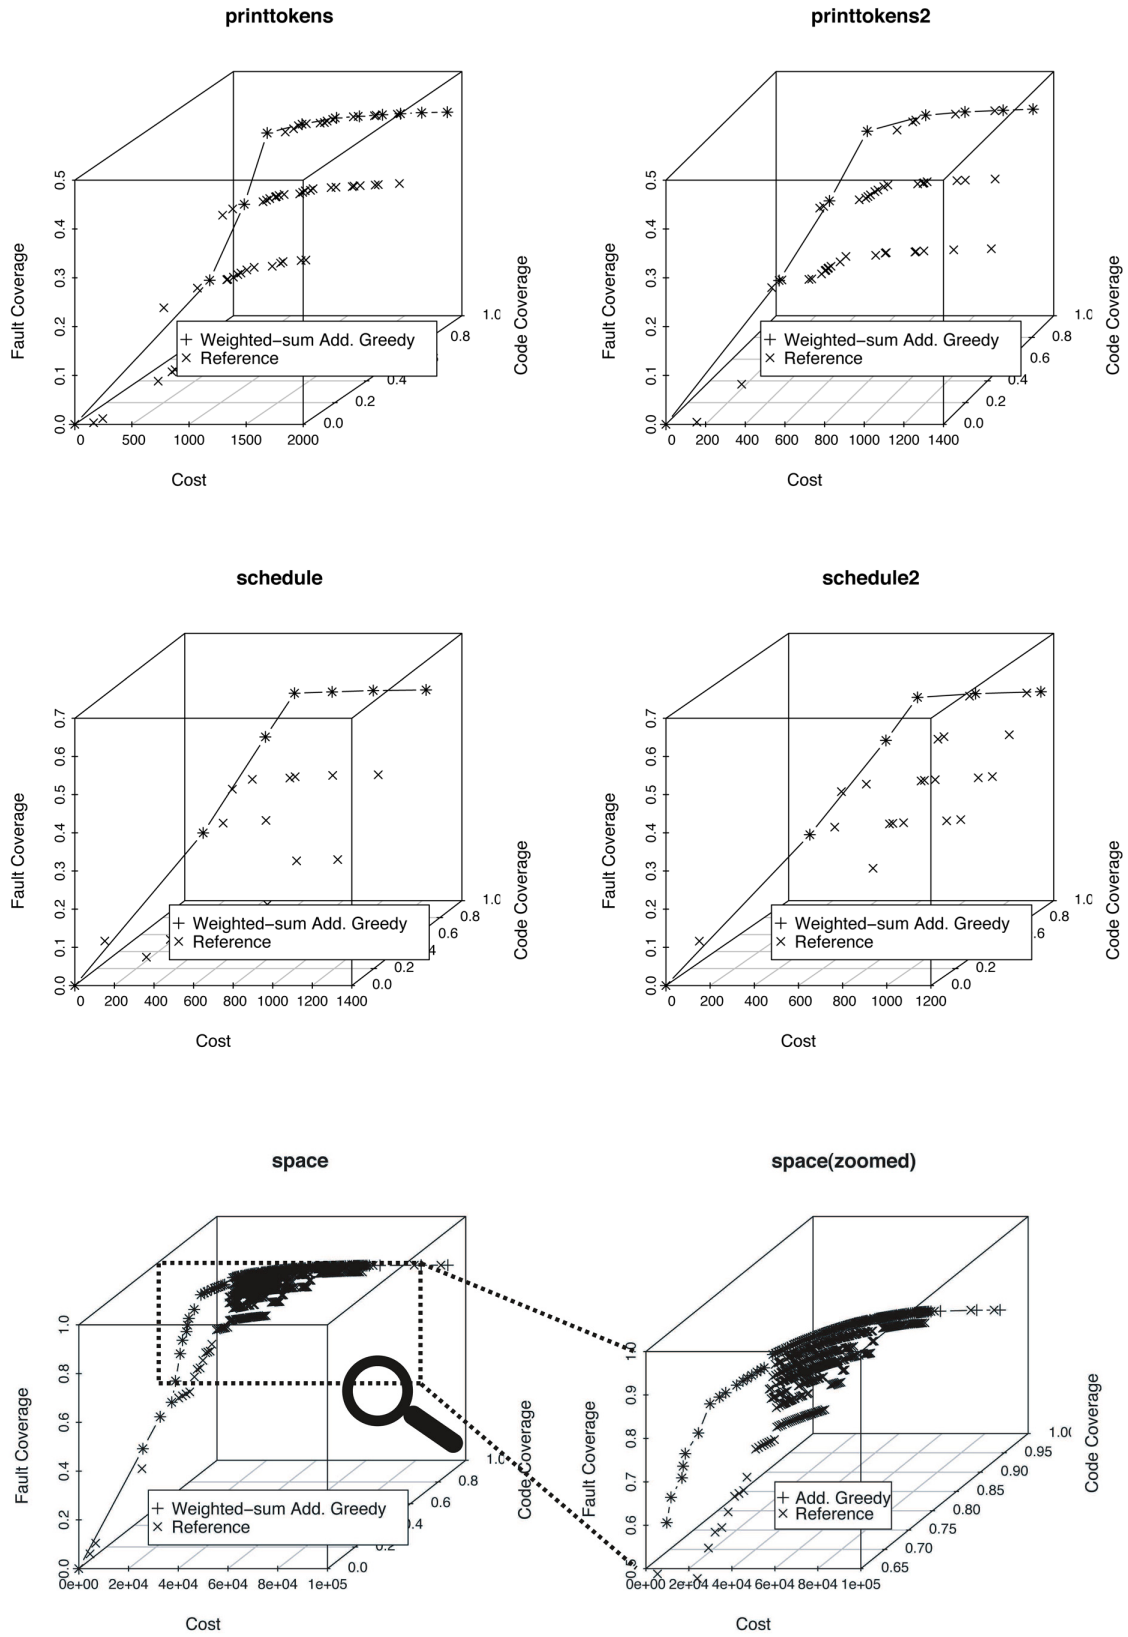 printtokens
printtokens2
Fault Coverage
0.0 0.1 0.2 0.3 0.4 0.5
0 500 1000 1500 2000
Cost
0.0 0.2 0.4 0.8 1.0
Code Coverage
+ Weighted−sum Add. Greedy
× Reference
Fault Coverage
0.0 0.1 0.2 0.3 0.4 0.5
0 200 400 600 800 1000 1200 1400
Cost
0.0 0.2 0.4 0.6 0.8 1.0
Code Coverage
+ Weighted−sum Add. Greedy
× Reference
schedule
schedule2
Fault Coverage
0.0 0.1 0.2 0.3 0.4 0.5 0.6 0.7
0 200 400 600 800 1000 1200 1400
Cost
0.0 0.2 4 0.6 0.8 1.0
Code Coverage
+ Weighted−sum Add. Greedy
× Reference
Fault Coverage
0.0 0.1 0.2 0.3 0.4 0.5 0.6 0.7
0 200 400 600 800 1000 1200
Cost
0.0 0.2 .6 0.8 1.0
Code Coverage
+ Weighted−sum Add. Greedy
× Reference
space
space(zoomed)
Fault Coverage
0.0 0.2 0.4 0.6 0.8 1.0
0e+00 2e+04 4e+04 6e+04 8e+04 1e+05
Cost
0.0 0.2 0.4 0.6 0.8 1.0
Code Coverage
+ Weighted−sum Add. Greedy
× Reference
Fault Coverage
0.5 0.6 0.7 0.8 0.9 1.0
0e+00 2e+04 4e+04 6e+04 8e+04 1e+05
Cost
0.65 0.70 0.75 0.80 0.85 0.90 0.95 1.00
Code Coverage
+ Add. Greedy
× Reference